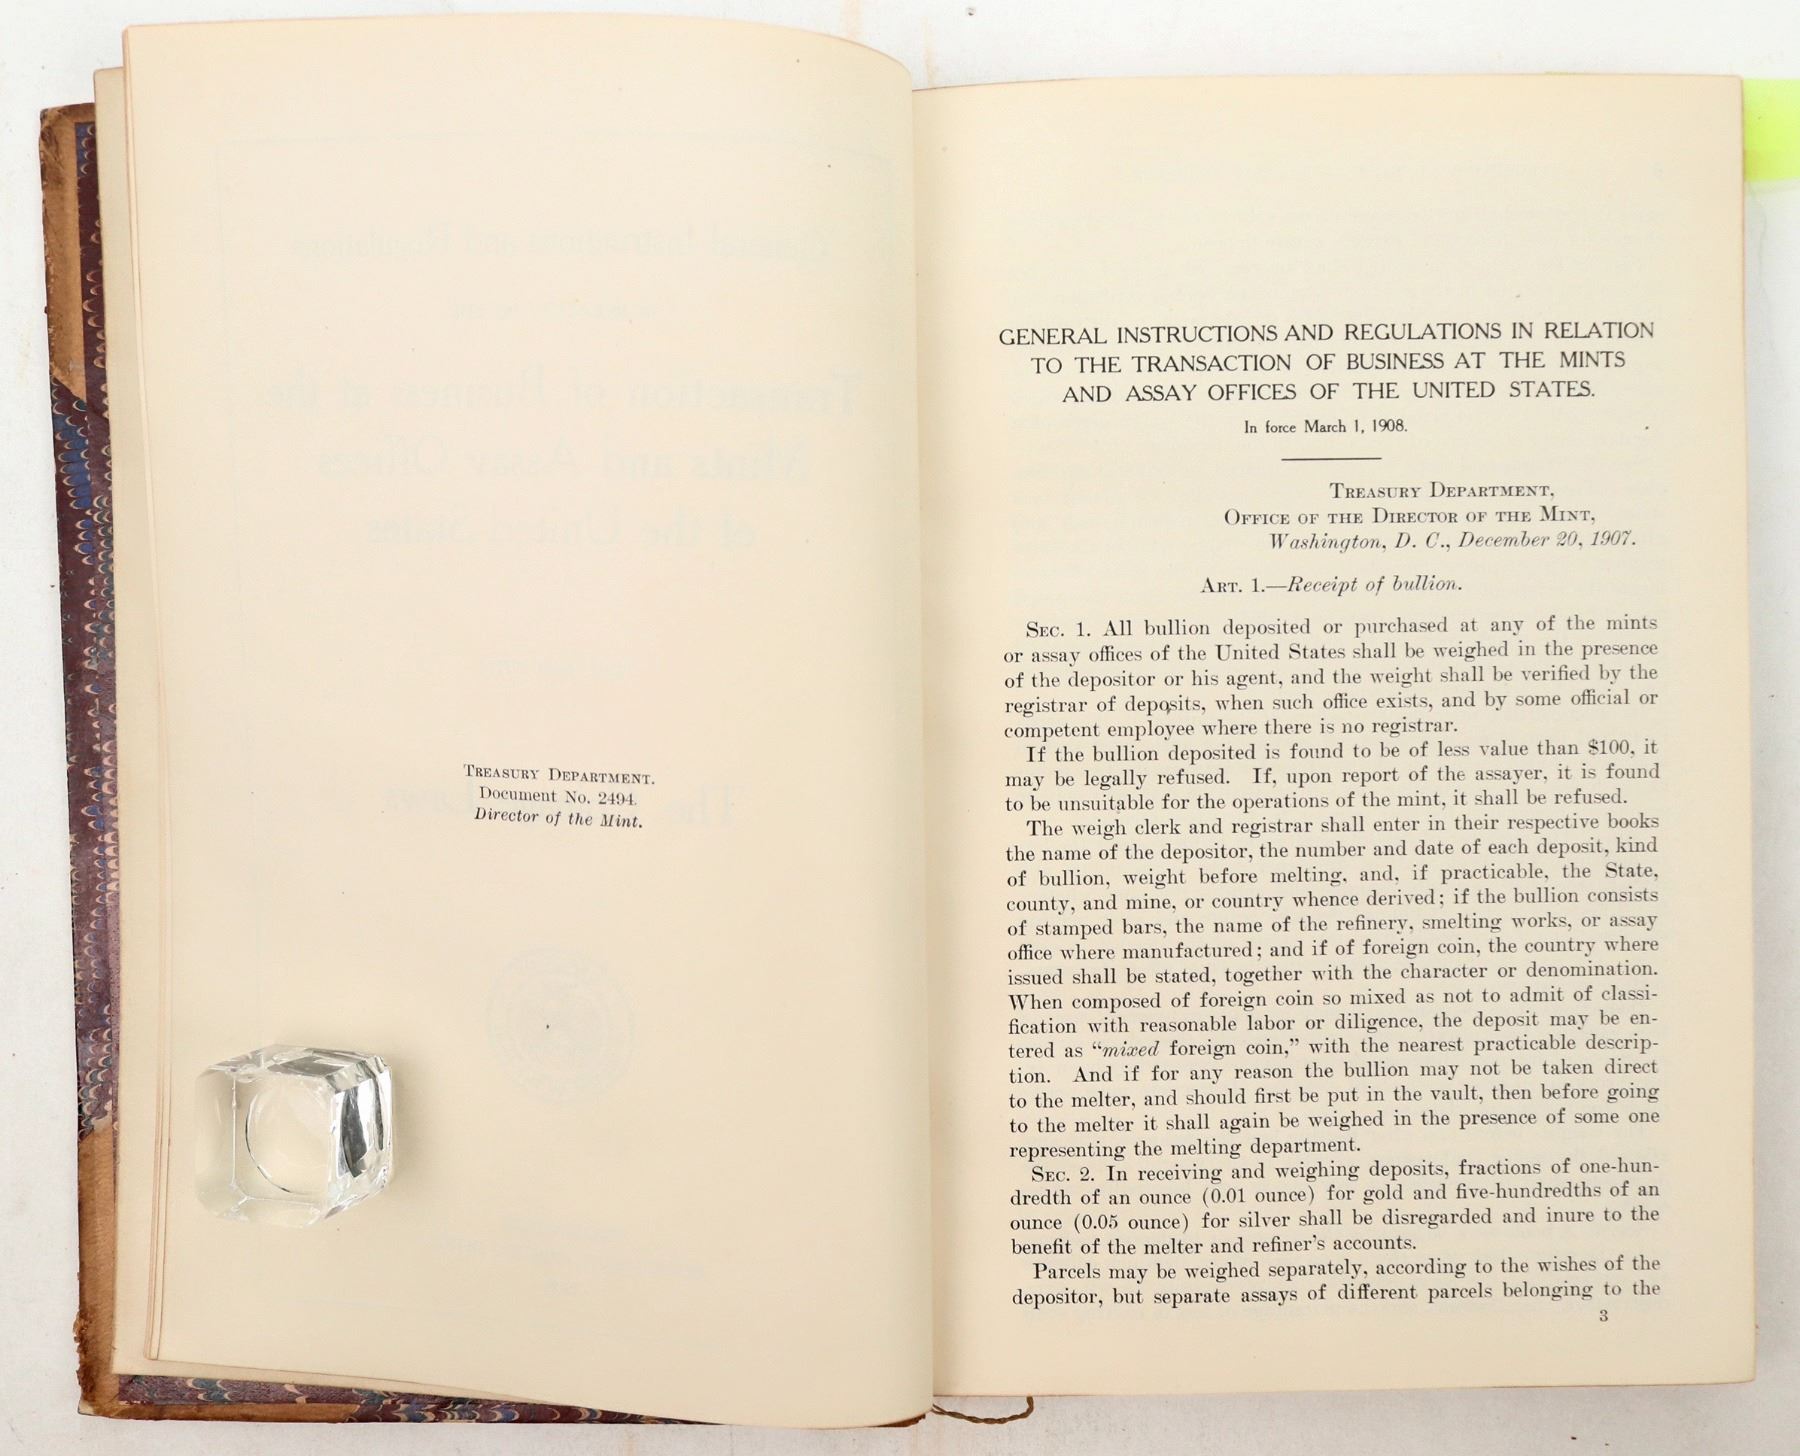 TREASURY DEPARTMENT.
Document No. 2494.
Director of the Mint.
GENERAL INSTRUCTIONS AND REGULATIONS IN RELATION
TO THE TRANSACTION OF BUSINESS AT THE MINTS
AND ASSAY OFFICES OF THE UNITED STATES.
In force March 1, 1908.
TREASURY DEPARTMENT,
OFFICE OF THE DIRECTOR OF THE MINT,
Washington, D. C., December 20, 1907.
ART. 1.—Receipt of bullion.
SEC. 1. All bullion deposited or purchased at any of the mints
or assay offices of the United States shall be weighed in the presence
of the depositor or his agent, and the weight shall be verified by the
registrar of deposits, when such office exists, and by some official or
competent employee where there is no registrar.
If the bullion deposited is found to be of less value than $100, it
may be legally refused. If, upon report of the assayer, it is found
to be unsuitable for the operations of the mint, it shall be refused.
The weigh clerk and registrar shall enter in their respective books
the name of the depositor, the number and date of each deposit, kind
of bullion, weight before melting, and, if practicable, the State,
county, and mine, or country whence derived; if the bullion consists
of stamped bars, the name of the refinery, smelting works, or assay
office where manufactured; and if of foreign coin, the country where
issued shall be stated, together with the character or denomination.
When composed of foreign coin so mixed as not to admit of classi-
fication with reasonable labor or diligence, the deposit may be en-
tered as “mixed foreign coin,” with the nearest practicable descrip-
tion. And if for any reason the bullion may not be taken direct
to the melter, and should first be put in the vault, then before going
to the melter it shall again be weighed in the presence of some one
representing the melting department.
SEC. 2. In receiving and weighing deposits, fractions of one-hun-
dredth of an ounce (0.01 ounce) for gold and five-hundredths of an
ounce (0.05 ounce) for silver shall be disregarded and inure to the
benefit of the melter and refiner's accounts.
Parcels may be weighed separately, according to the wishes of the
depositor, but separate assays of different parcels belonging to the
3